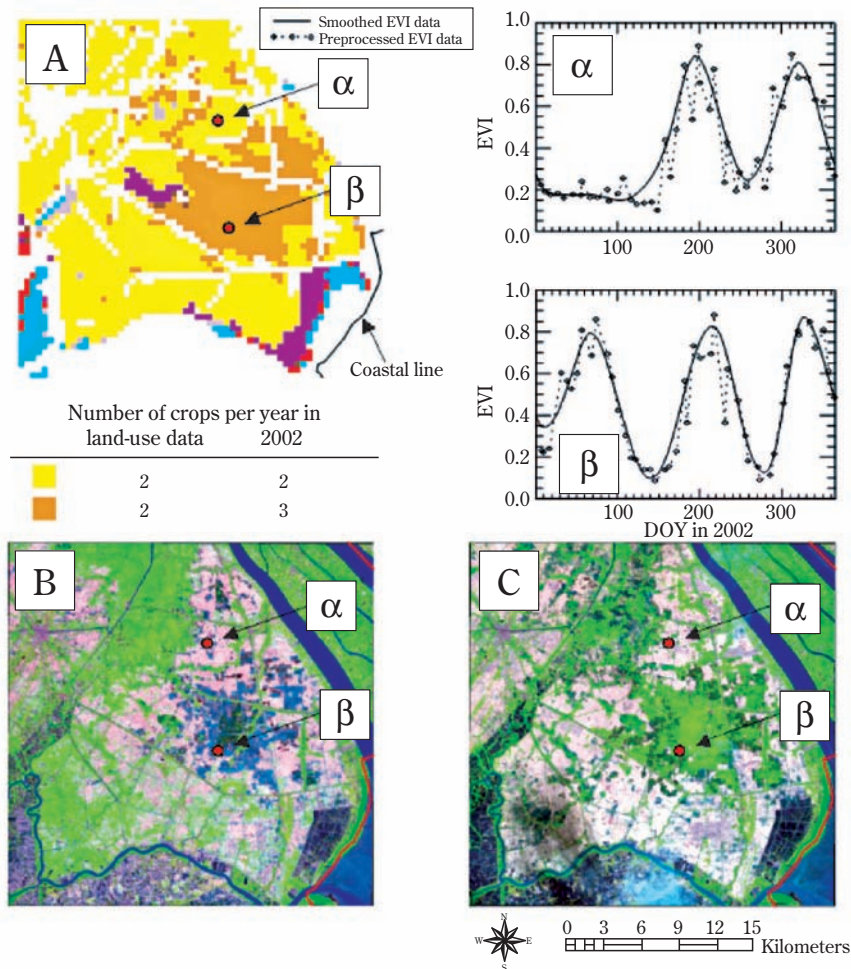 A
Smoothed EVI data
Preprocessed EVI data
α
β
Coastal line
Number of crops per year in
land-use data 2002
2 2
2 3
1.0
0.8
0.6
0.4
0.2
0.0
EVI
α
100 200 300
1.0
0.8
0.6
0.4
0.2
0.0
EVI
β
100 200 300
DOY in 2002
B
α
β
C
α
β
N
W E
S
0 3 6 9 12 15
Kilometers